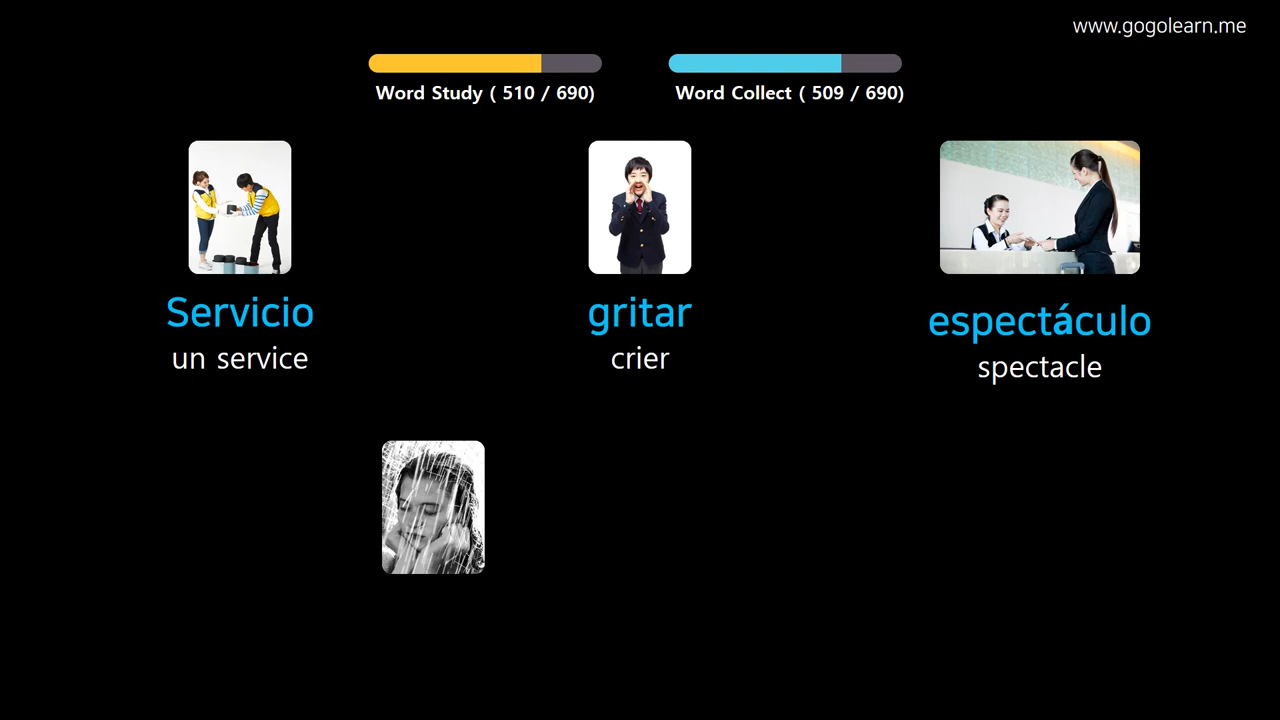 www.gogolearn.me
Word Study ( 510 / 690)
Word Collect ( 509 / 690)
Servicio
un service
gritar
crier
espectáculo
spectacle